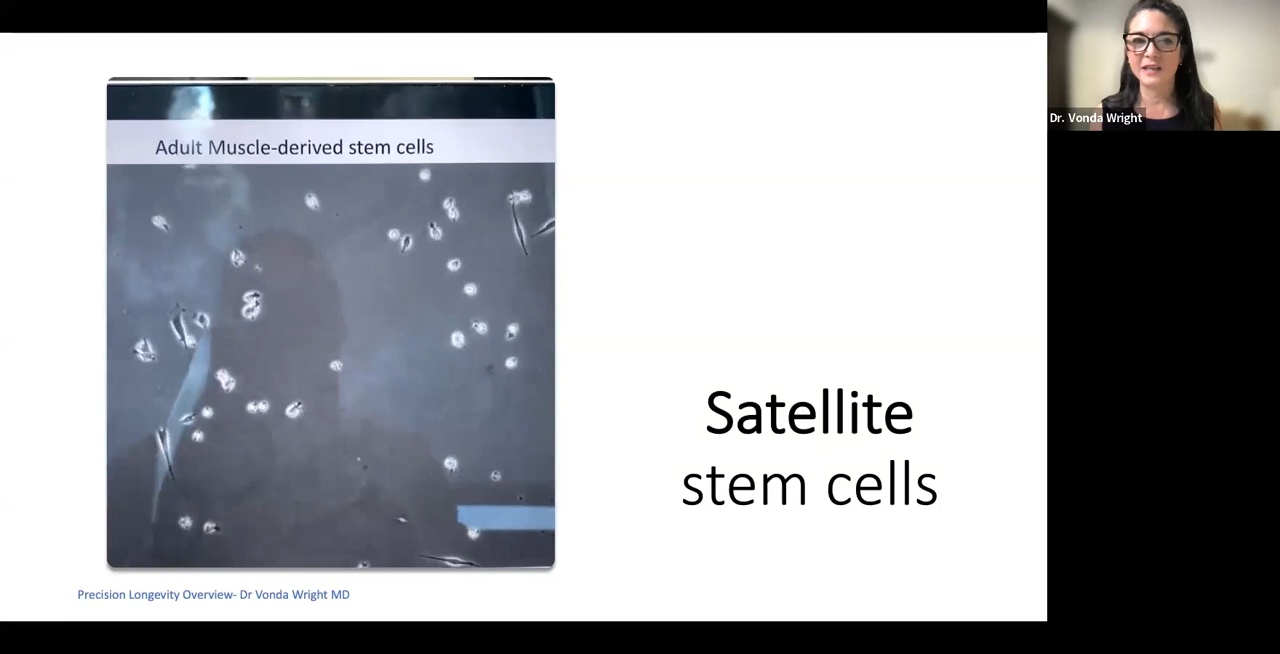 Adult Muscle-derived stem cells
Satellite
stem cells
Precision Longevity Overview- Dr Vonda Wright MD
Dr. Vonda Wright